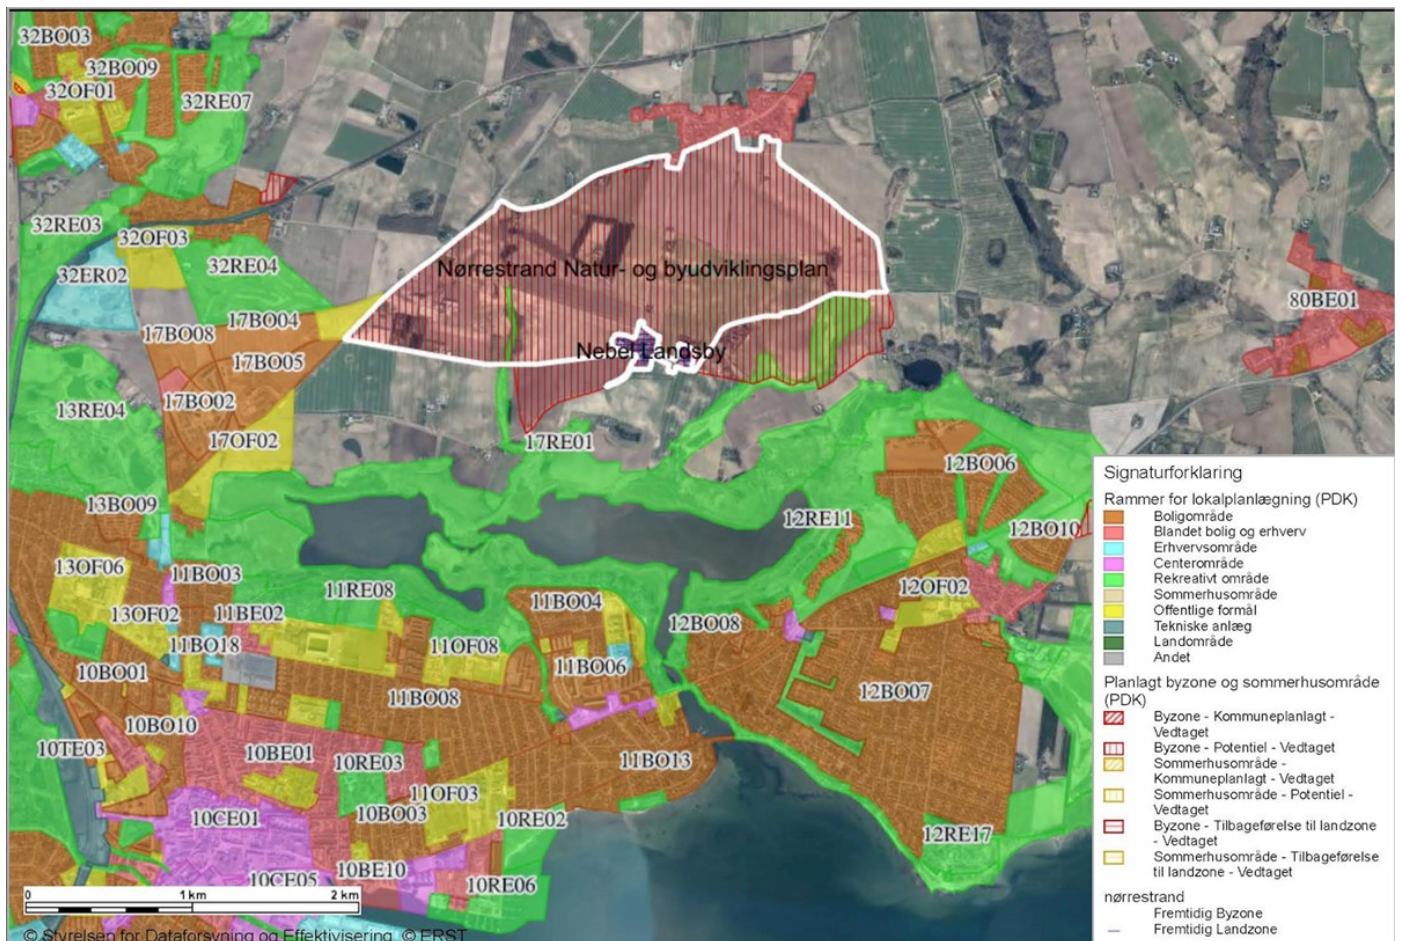 32BO03
32BO09
32OF01
32RE07
32RE03
32OF03
32ER02
32RE04
17BO04
17BO08
17BO05
17BO02
17OF02
13RE04
Nørrestrand Natur- og byudviklingsplan
Nebel Landsby
80BE01
17RE01
13BO09
12RE11
12BO06
12BO10
13OF06
11BO03
13OF02
11BE02
11RE08
11BO04
12BO08
12OF02
11BO18
11OF08
11BO06
10BO01
11BO08
12BO07
10BO10
10TE03
10BE01
10RE03
11BO13
11OF03
10BO03
10CE01
10RE02
12RE17
10BE10
10CE05
10RE06
0
1 km
2 km
© Styrelsen for Dataforsyning og Effektivisering, © ERST
Signaturforklaring
Rammer for lokalplanlægning (PDK)
Boligområde
Blandet bolig og erhverv
Erhvervsområde
Centerområde
Rekreativt område
Sommerhusområde
Offentlige formål
Tekniske anlæg
Landområde
Andet
Planlagt byzone og sommerhusområde
(PDK)
Byzone - Kommuneplanlagt -
Vedtaget
Byzone - Potentiel - Vedtaget
Sommerhusområde -
Kommuneplanlagt - Vedtaget
Sommerhusområde - Potentiel -
Vedtaget
Byzone - Tilbageførelse til landzone
- Vedtaget
Sommerhusområde - Tilbageførelse
til landzone - Vedtaget
nørrestrand
Fremtidig Byzone
Fremtidig Landzone